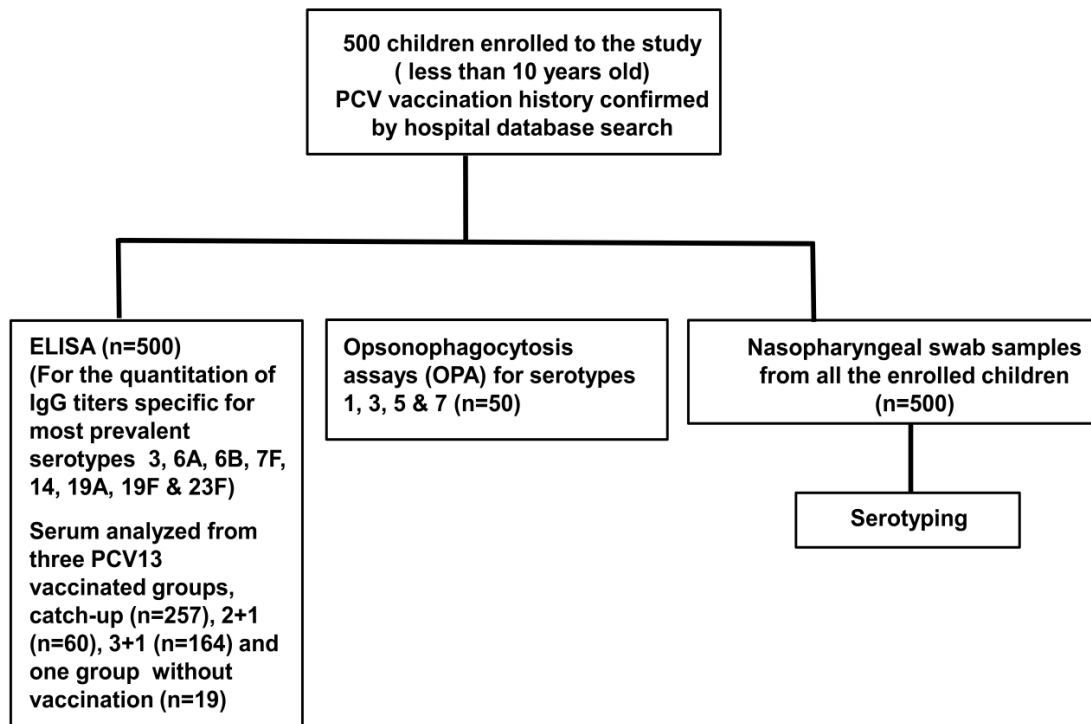 500 children enrolled to the study
( less than 10 years old)
PCV vaccination history confirmed
by hospital database search
ELISA (n=500)
(For the quantitation of
IgG titers specific for
most prevalent
serotypes 3, 6A, 6B, 7F,
14, 19A, 19F & 23F)
Serum analyzed from
three PCV13
vaccinated groups,
catch-up (n=257), 2+1
(n=60), 3+1 (n=164) and
one group without
vaccination (n=19)
Opsonophagocytosis
assays (OPA) for serotypes
1, 3, 5 & 7 (n=50)
Nasopharyngeal swab samples
from all the enrolled children
(n=500)
Serotyping